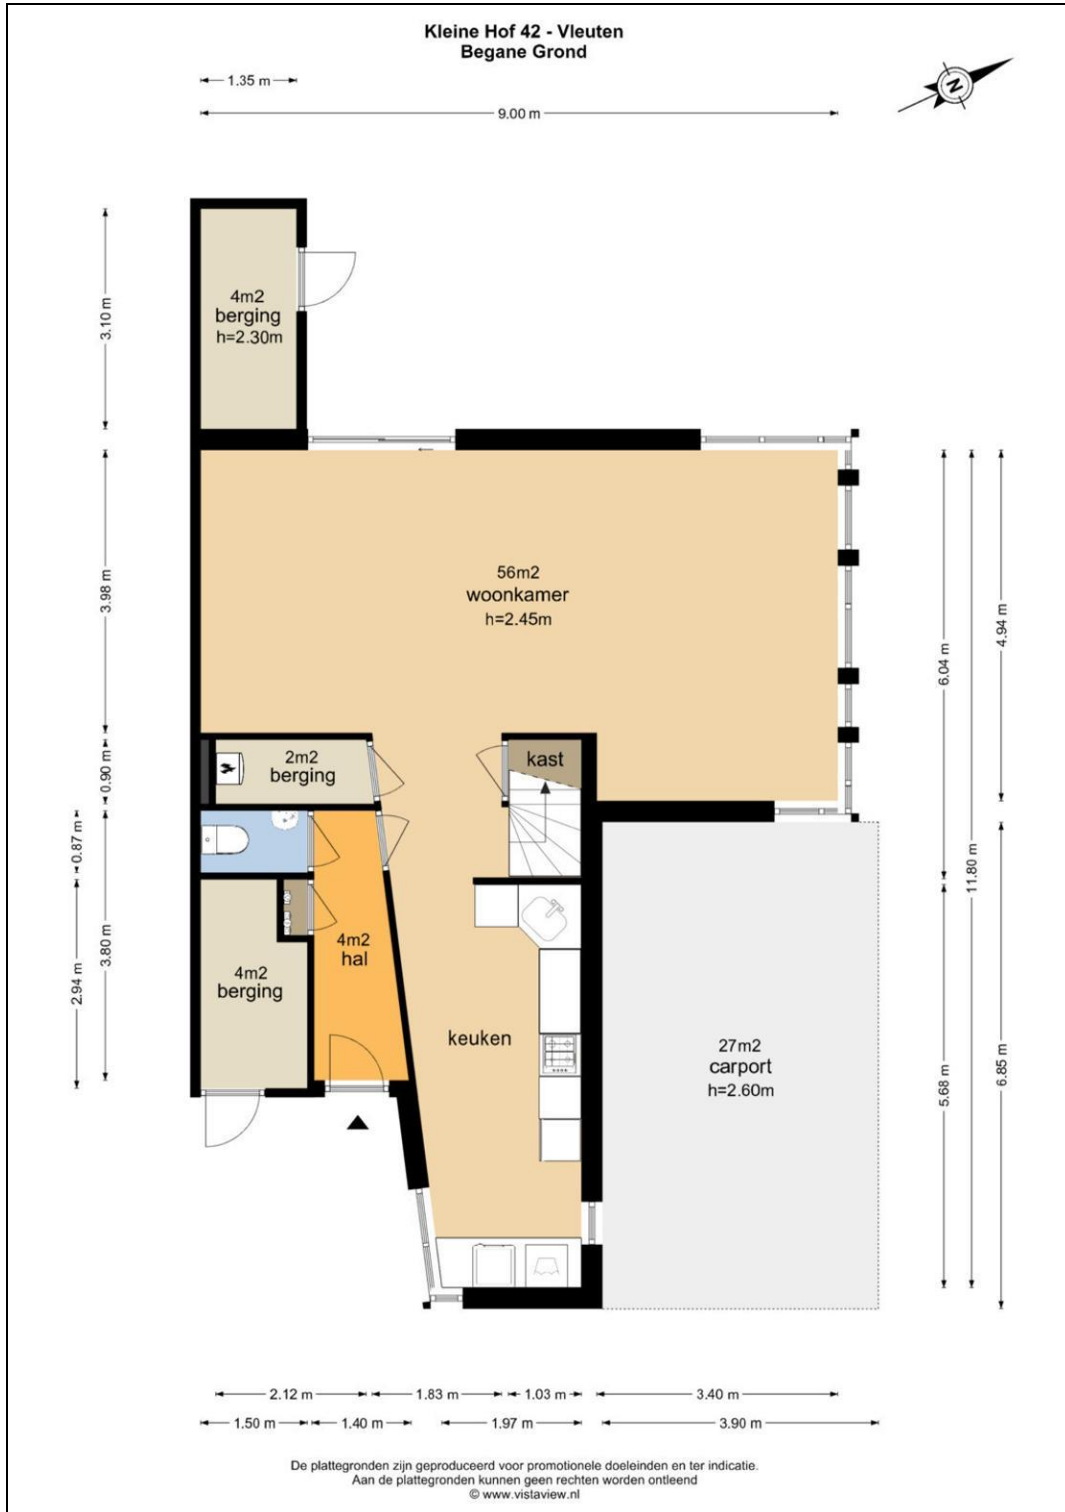 Kleine Hof 42 - Vleuten
Begane Grond
1.35 m
9.00 m
N
3.10 m
4m2
berging
h=2.30m
3.98 m
56m2
woonkamer
h=2.45m
6.04 m
11.80 m
4.94 m
0.90 m
2m2
berging
kast
0.87 m
3.80 m
2.94 m
4m2
hal
4m2
berging
keuken
27m2
carport
h=2.60m
5.68 m
6.85 m
2.12 m
1.83 m
1.03 m
3.40 m
1.50 m
1.40 m
1.97 m
3.90 m
De plattegronden zijn geproduceerd voor promotionele doeleinden en ter indicatie.
Aan de plattegronden kunnen geen rechten worden ontleend
© www.vistaview.nl